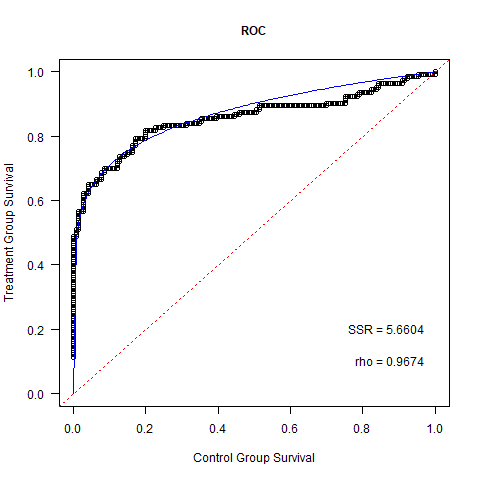 ROC
Treatment Group Survival
1.0
0.8
0.6
0.4
0.2
0.0
SSR = 5.6604
rho = 0.9674
0.0 0.2 0.4 0.6 0.8 1.0
Control Group Survival